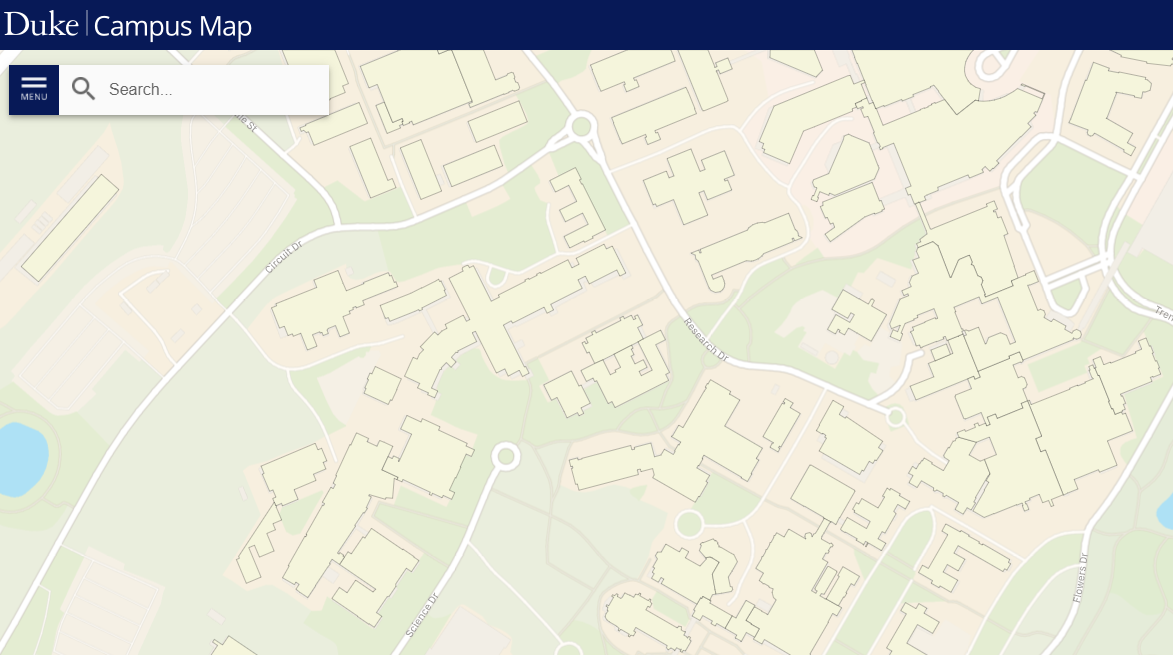 Duke | Campus Map
MENU
Search...
Circuit Dr
Research Dr
Science Dr
Flowers Dr